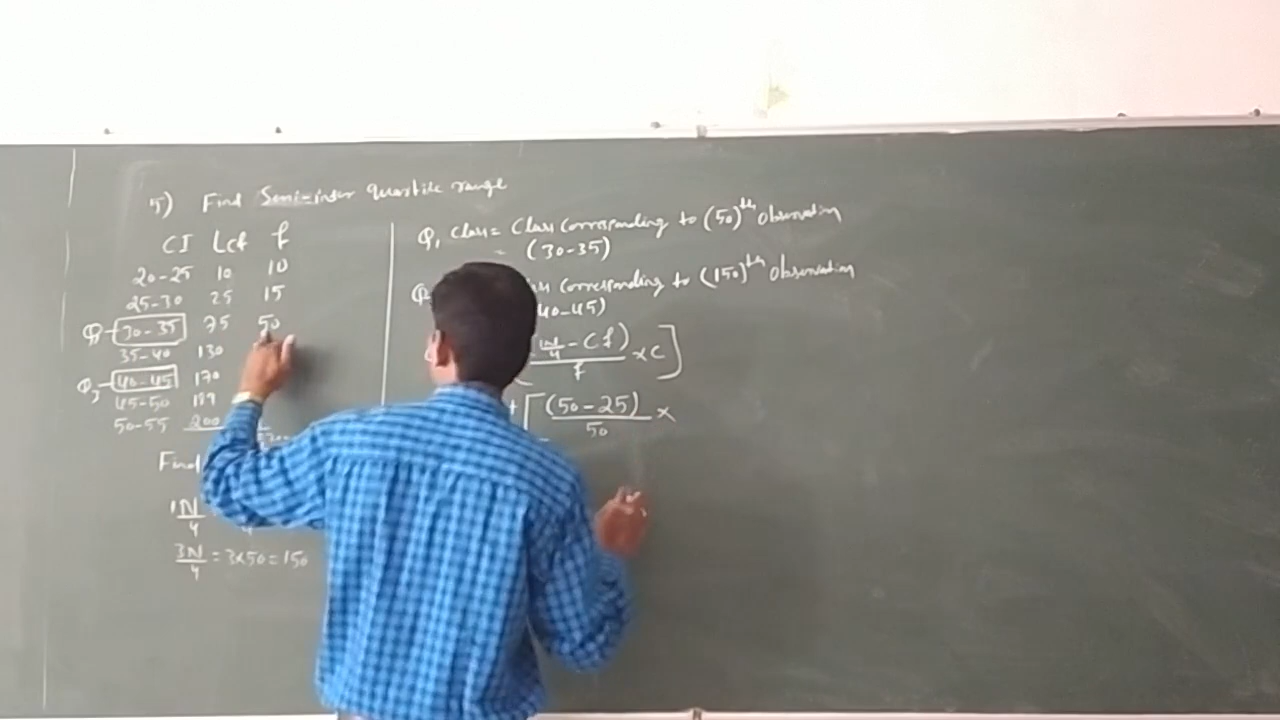 5) Find Semi-inter quartile range
CI Lcf f
20-25 10 10
25-30 25 15
Q₁ 30-35 75 50
35-40 130
Q₃ 40-45 170
45-50 189
50-55 200
Find
1N/4 4
3N/4 = 3×50 = 150
Q₁ class = Class Corresponding to (50)th Observation
= (30-35)
Q Class Corresponding to (150)th Observation
40-45)
[(1N/4 - Cf)/f × C]
+ [(50-25)/50 ×